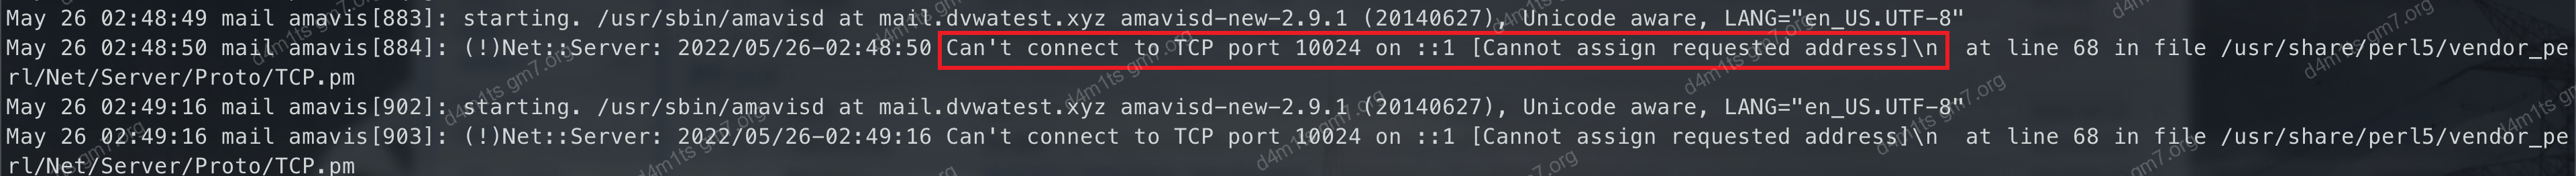 May 26 02:48:49 mail amavis[883]: starting. /usr/sbin/amavisd at mail.dvwatest.xyz amavisd-new-2.9.1 (20140627), Unicode aware, LANG="en_US.UTF-8"
May 26 02:48:50 mail amavis[884]: (!)Net::Server: 2022/05/26-02:48:50 Can't connect to TCP port 10024 on ::1 [Cannot assign requested address]\n  at line 68 in file /usr/share/perl5/vendor_pe
rl/Net/Server/Proto/TCP.pm
May 26 02:49:16 mail amavis[902]: starting. /usr/sbin/amavisd at mail.dvwatest.xyz amavisd-new-2.9.1 (20140627), Unicode aware, LANG="en_US.UTF-8"
May 26 02:49:16 mail amavis[903]: (!)Net::Server: 2022/05/26-02:49:16 Can't connect to TCP port 10024 on ::1 [Cannot assign requested address]\n  at line 68 in file /usr/share/perl5/vendor_pe
rl/Net/Server/Proto/TCP.pm
d4m1ts gm7.org